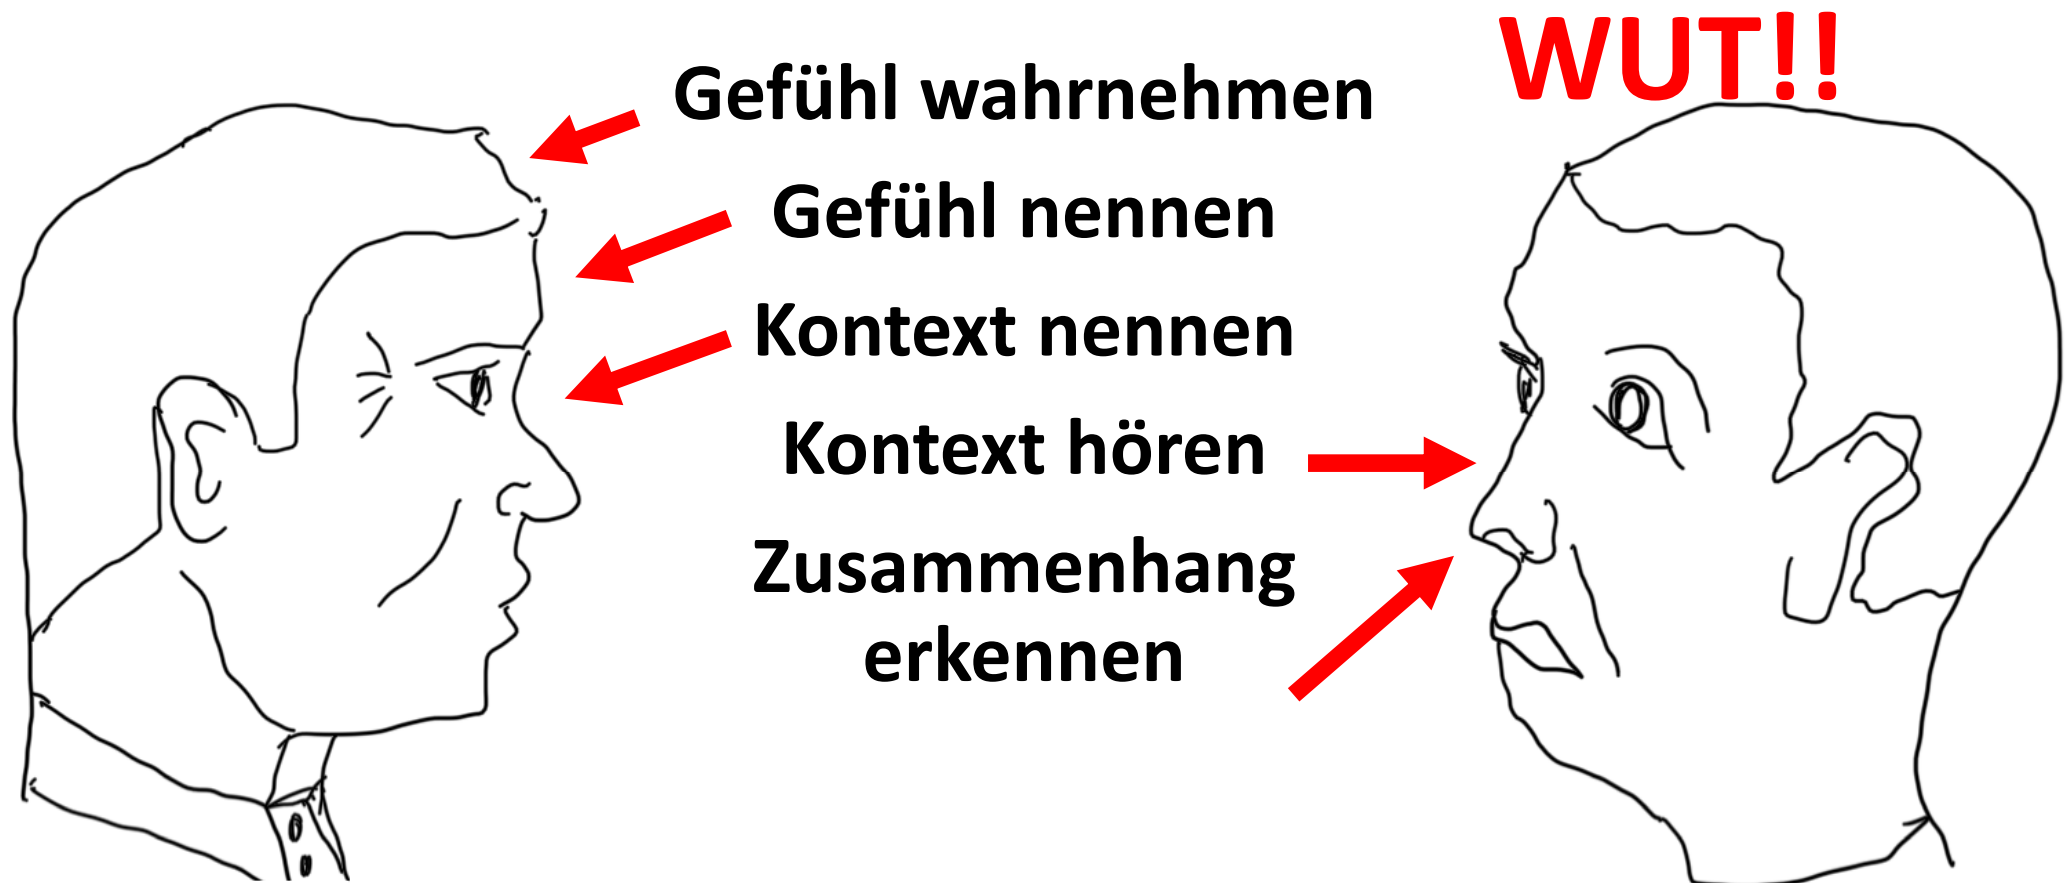 WUT!!
Gefühl wahrnehmen
Gefühl nennen
Kontext nennen
Kontext hören
Zusammenhang
erkennen